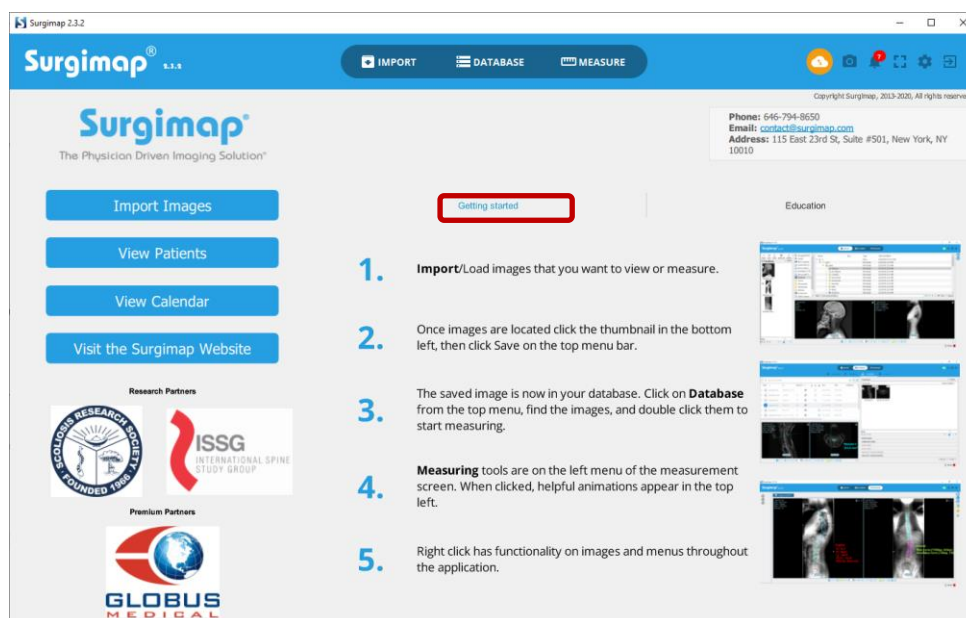 Surgimap 2.3.2
Surgimap® 2.3.2
IMPORT
DATABASE
MEASURE
?
Copyright Surgimap, 2013-2020, All rights reserve
Surgimap®
The Physician Driven Imaging Solution®
Phone: 646-794-8650
Email: contact@surgimap.com
Address: 115 East 23rd St, Suite #501, New York, NY
10010
Import Images
View Patients
View Calendar
Visit the Surgimap Website
Getting started
Education
1. Import/Load images that you want to view or measure.
2. Once images are located click the thumbnail in the bottom
left, then click Save on the top menu bar.
3. The saved image is now in your database. Click on Database
from the top menu, find the images, and double click them to
start measuring.
4. Measuring tools are on the left menu of the measurement
screen. When clicked, helpful animations appear in the top
left.
5. Right click has functionality on images and menus throughout
the application.
Research Partners
SCOLIOSIS RESEARCH SOCIETY
FOUNDED 1966
ISSG
INTERNATIONAL SPINE
STUDY GROUP
Premium Partners
GLOBUS
MEDICAL